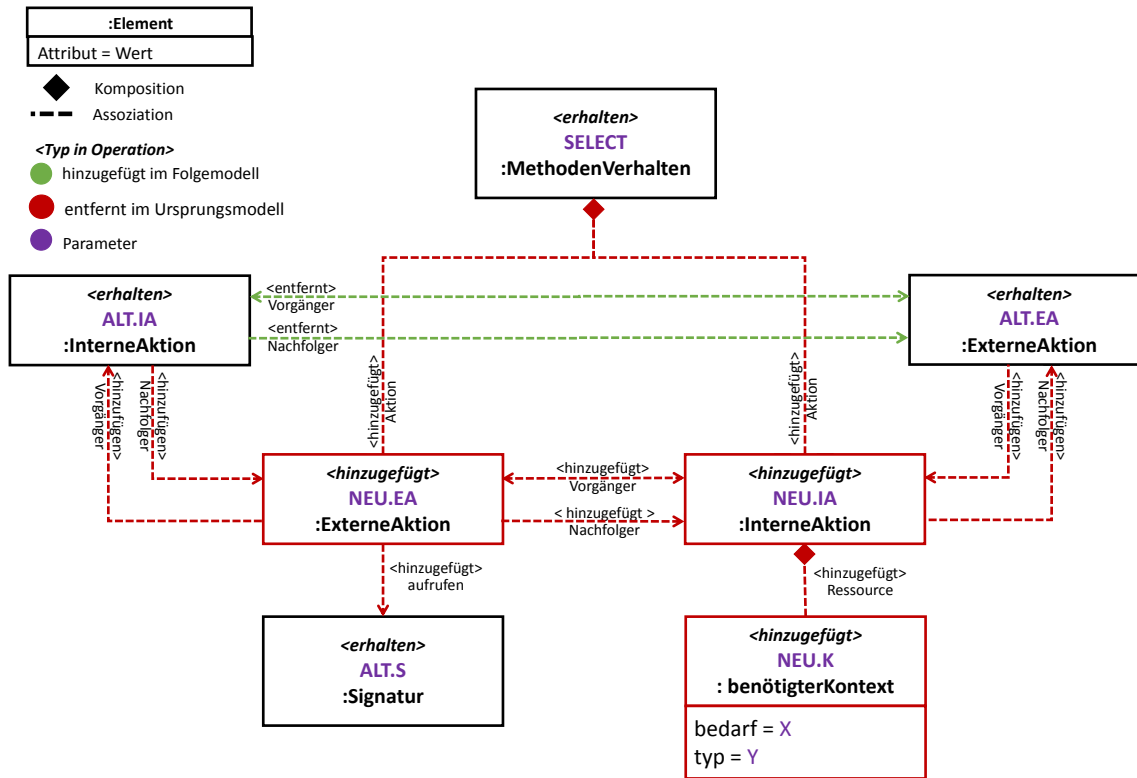 :Element
Attribut = Wert
Komposition
Assoziation
<Typ in Operation>
hinzugefügt im Folgemodell
entfernt im Ursprungsmodell
Parameter
<erhalten>
SELECT
:MethodenVerhalten
<erhalten>
ALT.IA
:InterneAktion
<entfernt>
Vorgänger
<entfernt>
Nachfolger
<erhalten>
ALT.EA
:ExterneAktion
<hinzufügen>
Vorgänger
<hinzufügen>
Nachfolger
<hinzugefügt>
Aktion
<hinzugefügt>
Aktion
<hinzufügen>
Vorgänger
<hinzufügen>
Nachfolger
<hinzugefügt>
NEU.EA
:ExterneAktion
<hinzugefügt>
Vorgänger
< hinzugefügt >
Nachfolger
<hinzugefügt>
NEU.IA
:InterneAktion
<hinzugefügt>
aufrufen
<hinzugefügt>
Ressource
<erhalten>
ALT.S
:Signatur
<hinzugefügt>
NEU.K
: benötigterKontext
bedarf = X
typ = Y